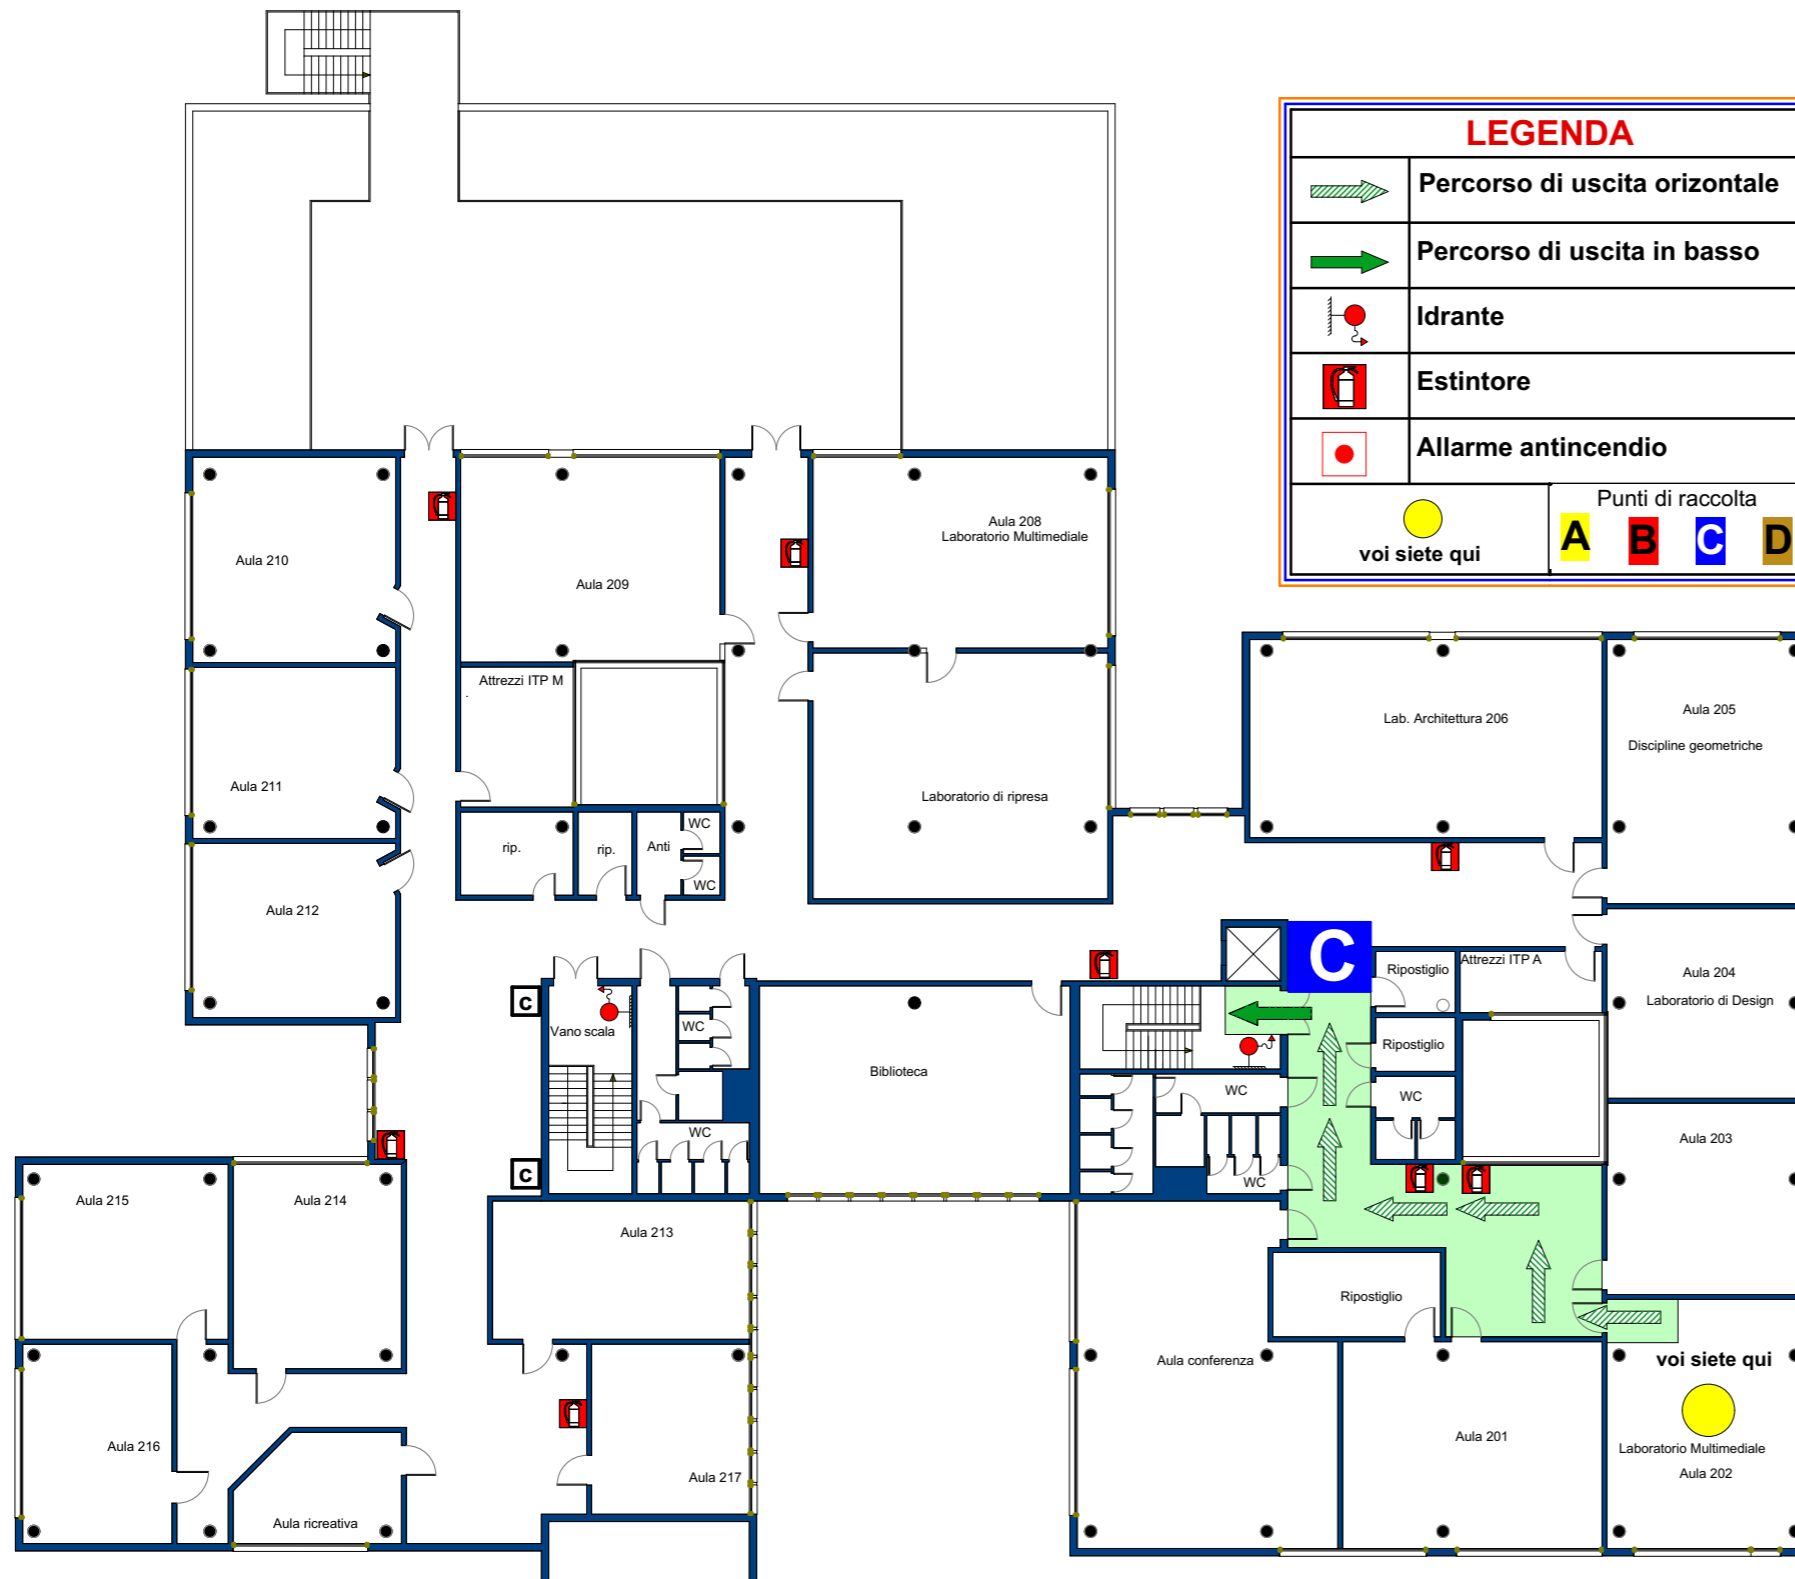 LEGENDA
Percorso di uscita orizontale
Percorso di uscita in basso
Idrante
Estintore
Allarme antincendio
voi siete qui
Punti di raccolta
A B C D
Aula 210
Aula 209
Aula 208
Laboratorio Multimediale
Attrezzi ITP M
Aula 211
Laboratorio di ripresa
Lab. Architettura 206
Aula 205
Discipline geometriche
rip.
rip.
Anti
WC
WC
Aula 212
C
Ripostiglio
Attrezzi ITP A
Aula 204
Laboratorio di Design
c
Vano scala
WC
Biblioteca
Ripostiglio
WC
WC
Aula 203
WC
WC
c
Aula 215
Aula 214
Aula 213
Ripostiglio
Aula conferenza
voi siete qui
Laboratorio Multimediale
Aula 202
Aula 201
Aula 216
Aula 217
Aula ricreativa